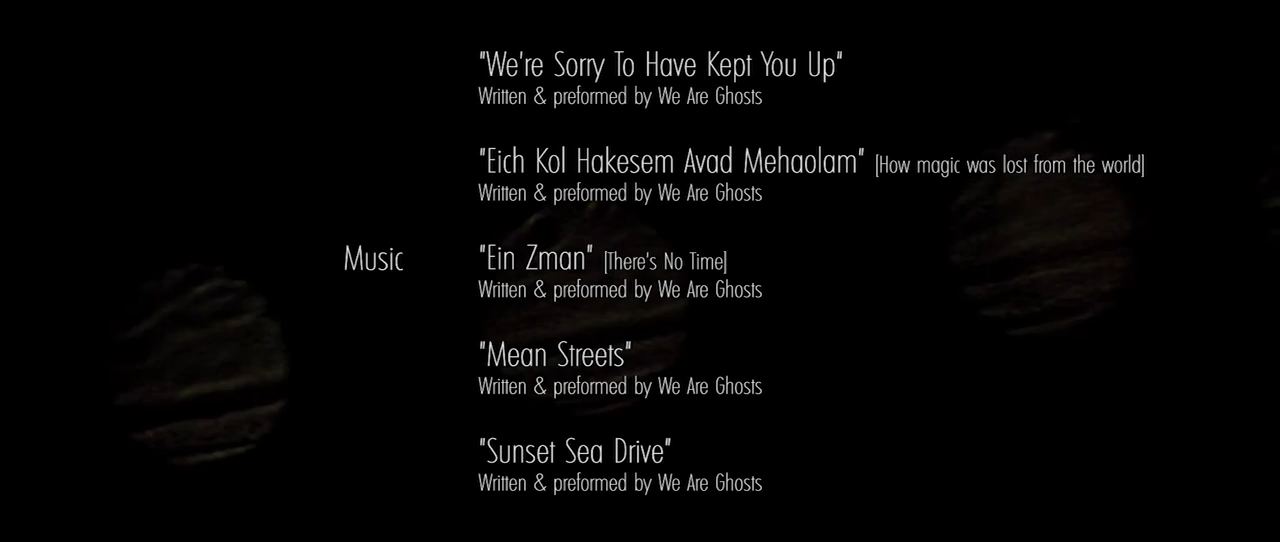 "We're Sorry To Have Kept You Up"
Written & preformed by We Are Ghosts
"Eich Kol Hakesem Avad Mehaolam" [How magic was lost from the world]
Written & preformed by We Are Ghosts
Music "Ein Zman" [There's No Time]
Written & preformed by We Are Ghosts
"Mean Streets"
Written & preformed by We Are Ghosts
"Sunset Sea Drive"
Written & preformed by We Are Ghosts